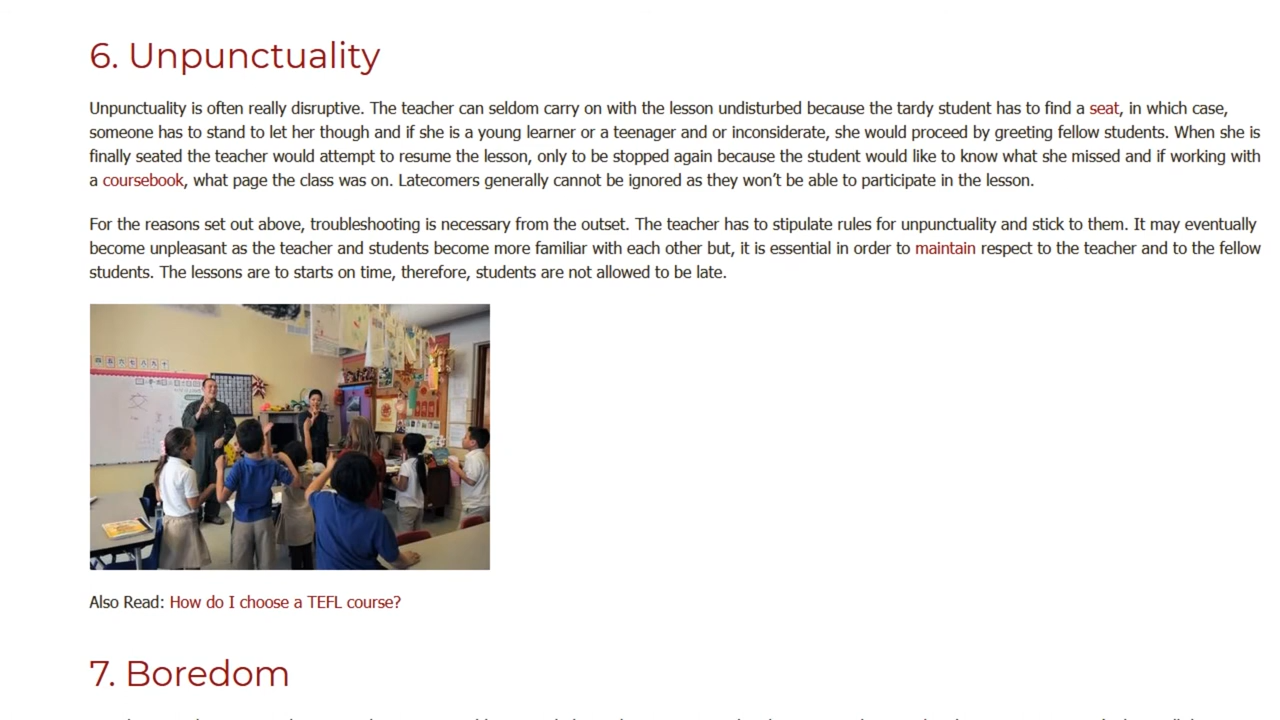 6. Unpunctuality
Unpunctuality is often really disruptive. The teacher can seldom carry on with the lesson undisturbed because the tardy student has to find a seat, in which case,
someone has to stand to let her though and if she is a young learner or a teenager and or inconsiderate, she would proceed by greeting fellow students. When she is
finally seated the teacher would attempt to resume the lesson, only to be stopped again because the student would like to know what she missed and if working with
a coursebook, what page the class was on. Latecomers generally cannot be ignored as they won’t be able to participate in the lesson.
For the reasons set out above, troubleshooting is necessary from the outset. The teacher has to stipulate rules for unpunctuality and stick to them. It may eventually
become unpleasant as the teacher and students become more familiar with each other but, it is essential in order to maintain respect to the teacher and to the fellow
students. The lessons are to starts on time, therefore, students are not allowed to be late.
Also Read: How do I choose a TEFL course?
7. Boredom